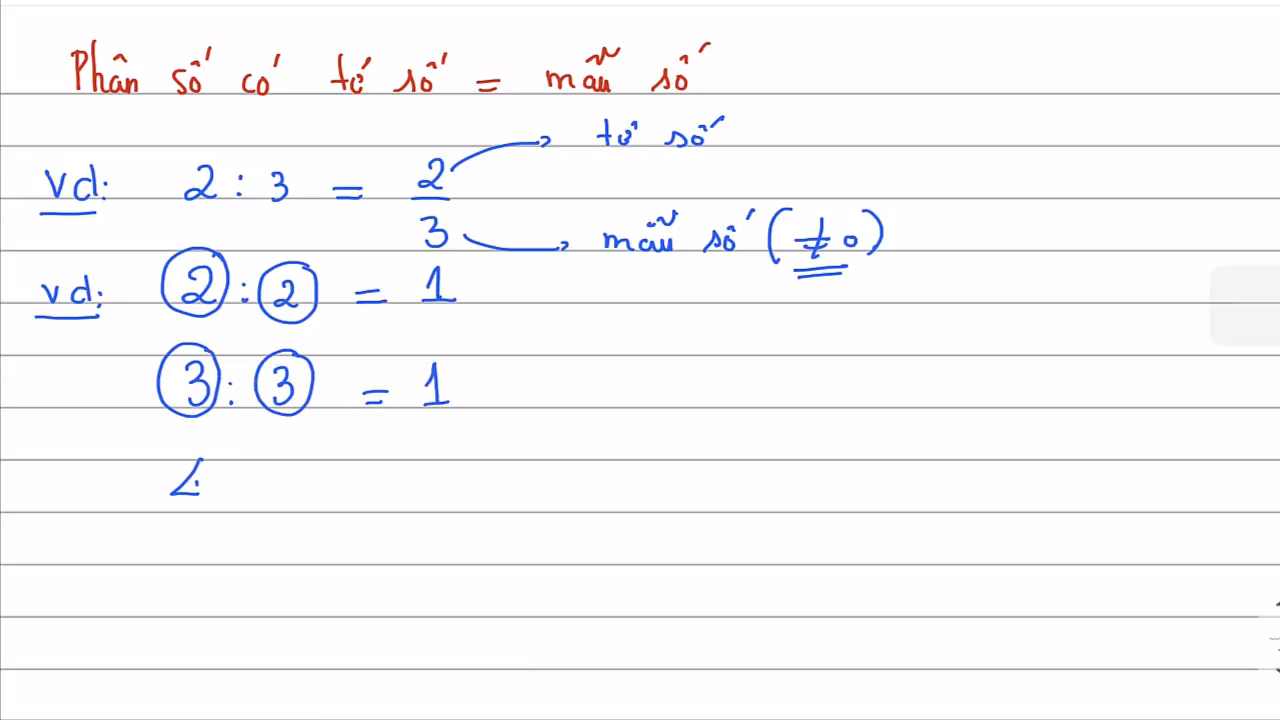 Phân số có tử số = mẫu số
tử số
vd: 2 : 3 = 2/3
mẫu số (≠ 0)
vd: 2 : 2 = 1
3 : 3 = 1
4